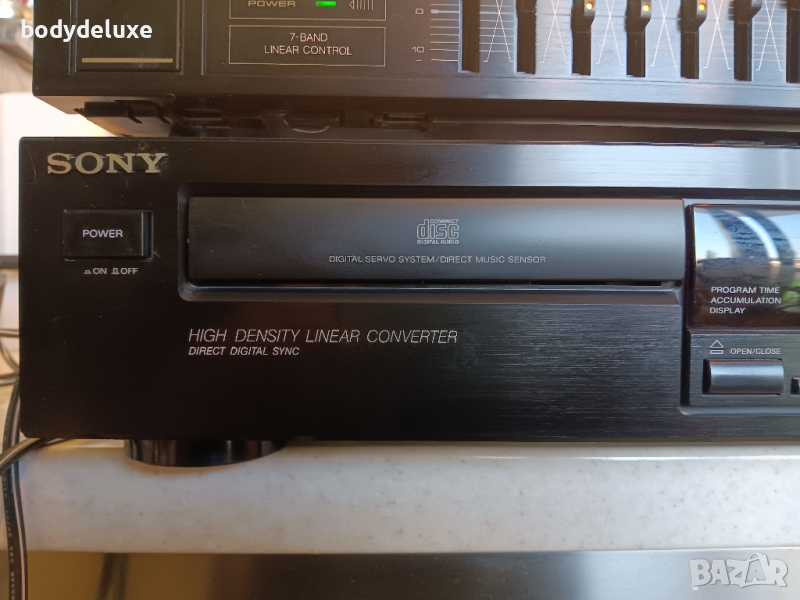 bodydeluxe
POWER
7-BAND
LINEAR CONTROL
0
10
SONY
POWER
ON OFF
COMPACT
disc
DIGITAL AUDIO
DIGITAL SERVO SYSTEM/DIRECT MUSIC SENSOR
HIGH DENSITY LINEAR CONVERTER
DIRECT DIGITAL SYNC
PROGRAM TIME
ACCUMULATION
DISPLAY
OPEN/CLOSE
BAZAR